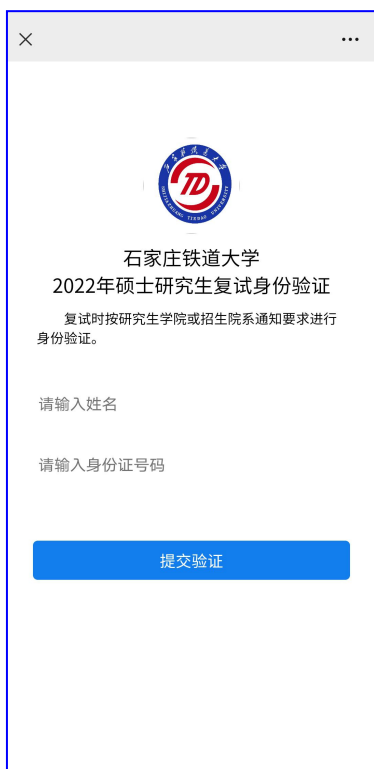 石家庄铁道大学
2022年硕士研究生复试身份验证
复试时按研究生学院或招生院系通知要求进行
身份验证。
请输入姓名
请输入身份证号码
提交验证